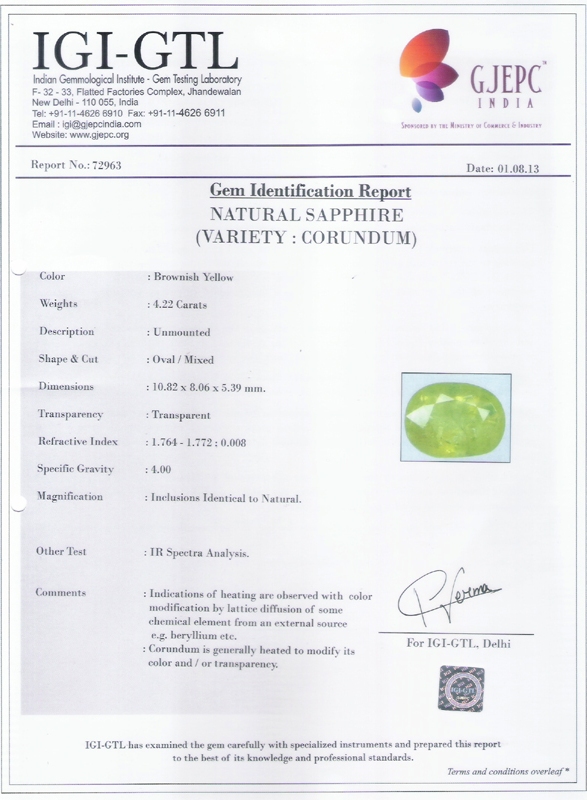 IGI-GTL
Indian Gemmological Institute - Gem Testing Laboratory
F- 32 - 33, Flatted Factories Complex, Jhandewalan
New Delhi - 110 055, India
Tel: +91-11-4626 6910 Fax: +91-11-4626 6911
Email : igi@gjepcindia.com
Website: www.gjepc.org
GJEPC™
INDIA
SPONSORED BY THE MINISTRY OF COMMERCE & INDUSTRY
Report No.: 72963
Date: 01.08.13
Gem Identification Report
NATURAL SAPPHIRE
(VARIETY : CORUNDUM)
Color : Brownish Yellow
Weights : 4.22 Carats
Description : Unmounted
Shape & Cut : Oval / Mixed
Dimensions : 10.82 x 8.06 x 5.39 mm.
Transparency : Transparent
Refractive Index : 1.764 - 1.772 ; 0.008
Specific Gravity : 4.00
Magnification : Inclusions Identical to Natural.
Other Test : IR Spectra Analysis.
Comments : Indications of heating are observed with color
modification by lattice diffusion of some
chemical element from an external source
e.g. beryllium etc.
: Corundum is generally heated to modify its
color and / or transparency.
P. Verma
For IGI-GTL, Delhi
IGI-GTL
IGI-GTL has examined the gem carefully with specialized instruments and prepared this report
to the best of its knowledge and professional standards.
Terms and conditions overleaf *